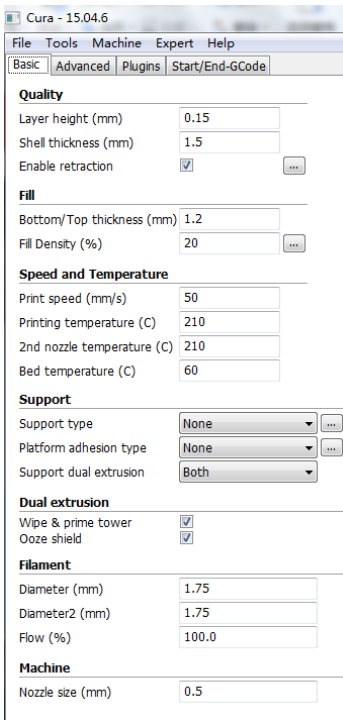 Cura - 15.04.6
File Tools Machine Expert Help
Basic Advanced Plugins Start/End-GCode
Quality
Layer height (mm) 0.15
Shell thickness (mm) 1.5
Enable retraction ...
Fill
Bottom/Top thickness (mm) 1.2
Fill Density (%) 20 ...
Speed and Temperature
Print speed (mm/s) 50
Printing temperature (C) 210
2nd nozzle temperature (C) 210
Bed temperature (C) 60
Support
Support type None ...
Platform adhesion type None ...
Support dual extrusion Both
Dual extrusion
Wipe & prime tower
Ooze shield
Filament
Diameter (mm) 1.75
Diameter2 (mm) 1.75
Flow (%) 100.0
Machine
Nozzle size (mm) 0.5